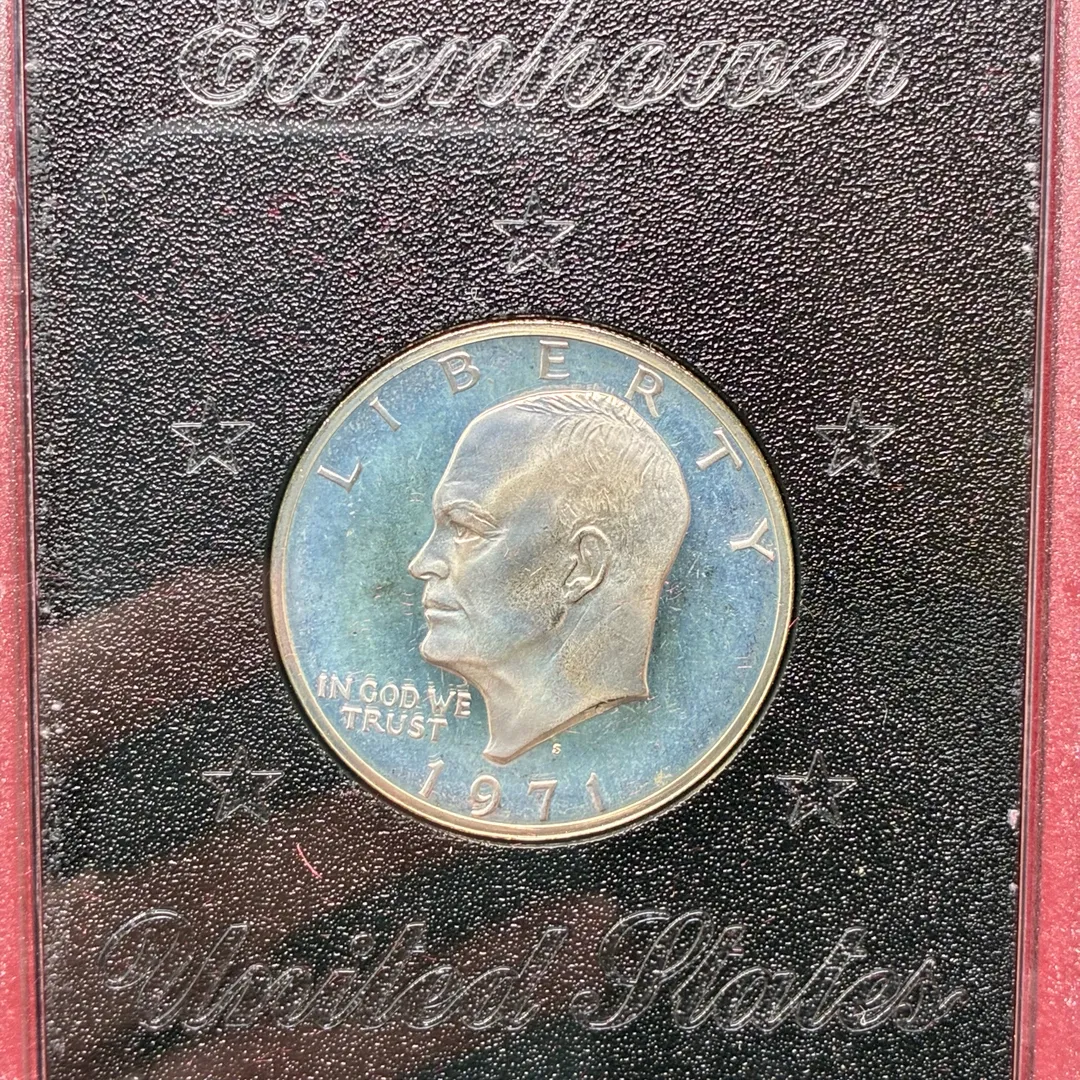 Eisenhower
LIBERTY
IN GOD WE
TRUST
S
1971
United States